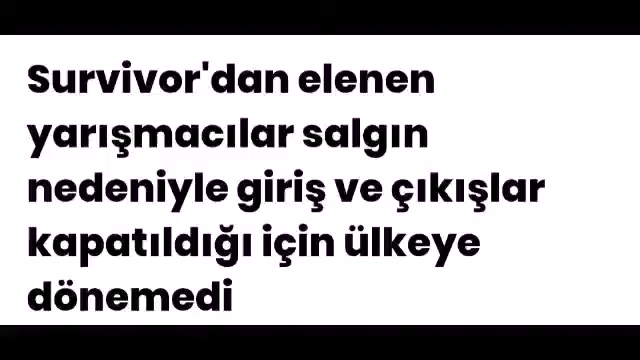 Survivor'dan elenen
yarışmacılar salgın
nedeniyle giriş ve çıkışlar
kapatıldığı için ülkeye
dönemedi